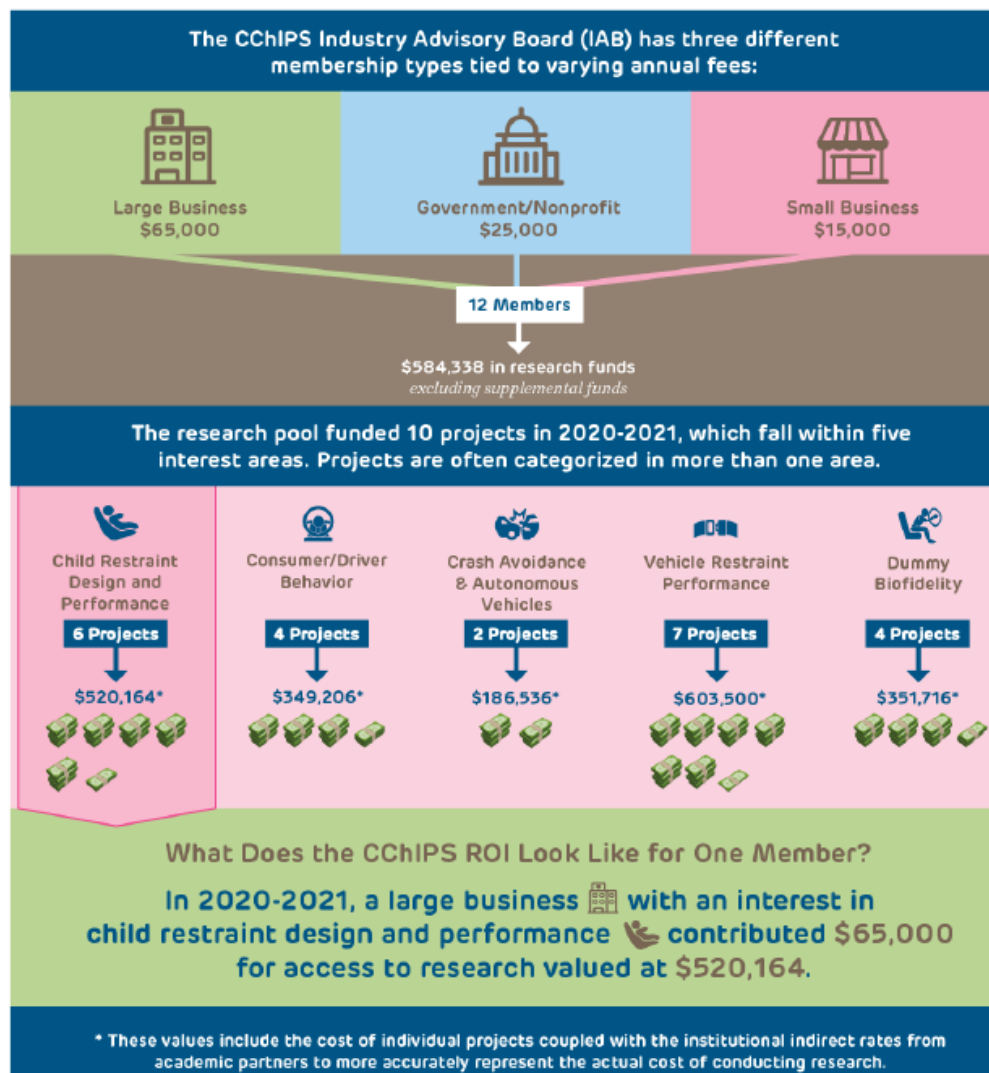 The CChIPS Industry Advisory Board (IAB) has three different
membership types tied to varying annual fees:
Large Business
$65,000
Government/Nonprofit
$25,000
Small Business
$15,000
12 Members
$584,338 in research funds
excluding supplemental funds
The research pool funded 10 projects in 2020-2021, which fall within five
interest areas. Projects are often categorized in more than one area.
Child Restraint
Design and
Performance
6 Projects
$520,164*
Consumer/Driver
Behavior
4 Projects
$349,206*
Crash Avoidance
& Autonomous
Vehicles
2 Projects
$186,536*
Vehicle Restraint
Performance
7 Projects
$603,500*
Dummy
Biofidelity
4 Projects
$351,716*
What Does the CChIPS ROI Look Like for One Member?
In 2020-2021, a large business with an interest in
child restraint design and performance contributed $65,000
for access to research valued at $520,164.
* These values include the cost of individual projects coupled with the institutional indirect rates from
academic partners to more accurately represent the actual cost of conducting research.